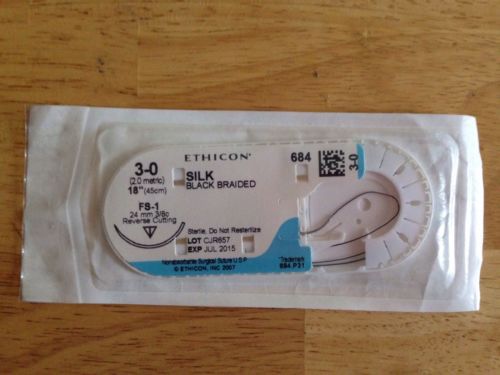 ETHICON*
684
3-0
3-0
(2.0 metric)
18" (45cm)
SILK
BLACK BRAIDED
FS-1
24 mm 3/8c
Reverse Cutting
Sterile. Do Not Resterilize
LOT CJR657
EXP JUL 2015
Nonabsorbable Surgical Suture U.S.P.
© ETHICON, INC 2007
*Trademark
684.P31